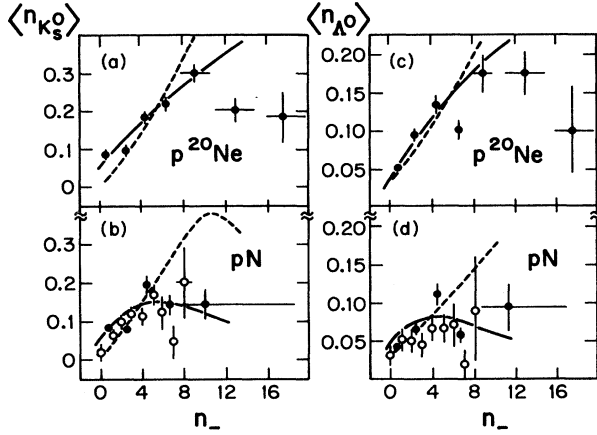 ⟨n_K_s^o⟩ ⟨n_Λ^o⟩
0.3
0.2
0.1
0
(a)
p ²⁰Ne
0.20
0.15
0.10
0.05
(c)
p ²⁰Ne
0.3
0.2
0.1
0
(b)
pN
0 4 8 12 16
n_
0.20
0.15
0.10
0.05
(d)
pN
0 4 8 12 16 20
n_